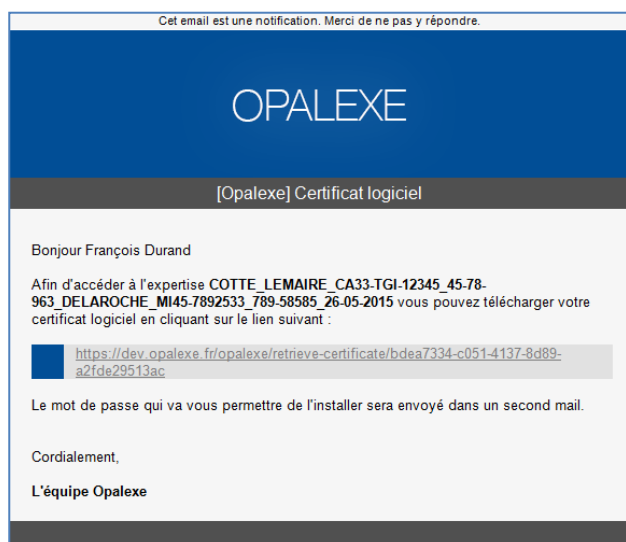 Cet email est une notification. Merci de ne pas y répondre.
OPALEXE
[Opalexe] Certificat logiciel
Bonjour François Durand
Afin d'accéder à l'expertise COTTE_LEMAIRE_CA33-TGI-12345_45-78-
963_DELAROCHE_MI45-7892533_789-58585_26-05-2015 vous pouvez télécharger votre
certificat logiciel en cliquant sur le lien suivant :
https://dev.opalexe.fr/opalexe/retrieve-certificate/bdea7334-c051-4137-8d89-
a2fde29513ac
Le mot de passe qui va vous permettre de l'installer sera envoyé dans un second mail.
Cordialement,
L'équipe Opalexe